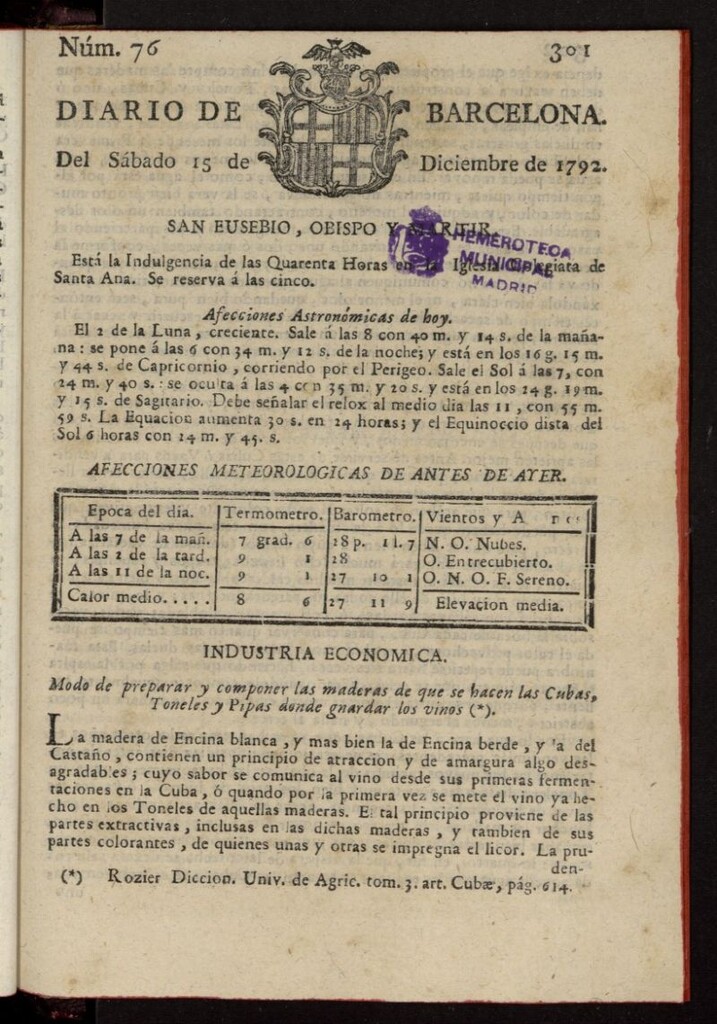 Núm. 76 301
DIARIO DE BARCELONA.
Del Sábado 15 de Diciembre de 1792.
SAN EUSEBIO, OBISPO Y MARTIR.
HEMEROTECA
MUNICIPAL
MADRID
Está la Indulgencia de las Quarenta Horas en la Iglesia Colegiata de
Santa Ana. Se reserva á las cinco.
Afecciones Astronómicas de hoy.
El 2 de la Luna, creciente. Sale á las 8 con 40 m. y 14 s. de la maña-
na: se pone á las 6 con 34 m. y 12 s. de la noche; y está en los 16 g. 15 m.
y 44 s. de Capricornio, corriendo por el Perigeo. Sale el Sol á las 7, con
24 m. y 40 s.: se oculta á las 4 con 35 m. y 20 s. y está en los 24 g. 19 m.
y 15 s. de Sagitario. Debe señalar el relox al medio dia las 11, con 55 m.
59 s. La Equacion aumenta 30 s. en 24 horas; y el Equinoccio dista del
Sol 6 horas con 24 m. y 45. s.
AFECCIONES METEOROLOGICAS DE ANTES DE AYER.
Epoca del dia. Termometro. Barometro. Vientos y A
A las 7 de la mañ. 7 grad. 6 28 p. 11. 7 N. O. Nubes.
A las 2 de la tard. 9 1 28 O. Entrecubierto.
A las 11 de la noc. 9 1 27 10 1 O. N. O. F. Sereno.
Calor medio..... 8 6 27 11 9 Elevacion media.
INDUSTRIA ECONOMICA.
Modo de preparar y componer las maderas de que se hacen las Cubas,
Toneles y Pipas donde gnardar los vinos (*).
La madera de Encina blanca, y mas bien la de Encina berde, y la del
Castaño, contienen un principio de atraccion y de amargura algo des-
agradables; cuyo sabor se comunica al vino desde sus primeras fermen-
taciones en la Cuba, ó quando por la primera vez se mete el vino ya he-
cho en los Toneles de aquellas maderas. El tal principio proviene de las
partes extractivas, inclusas en las dichas maderas, y tambien de sus
partes colorantes, de quienes unas y otras se impregna el licor. La pru-
den-
(*) Rozier Diccion. Univ. de Agric. tom. 3. art. Cubæ, pág. 614.